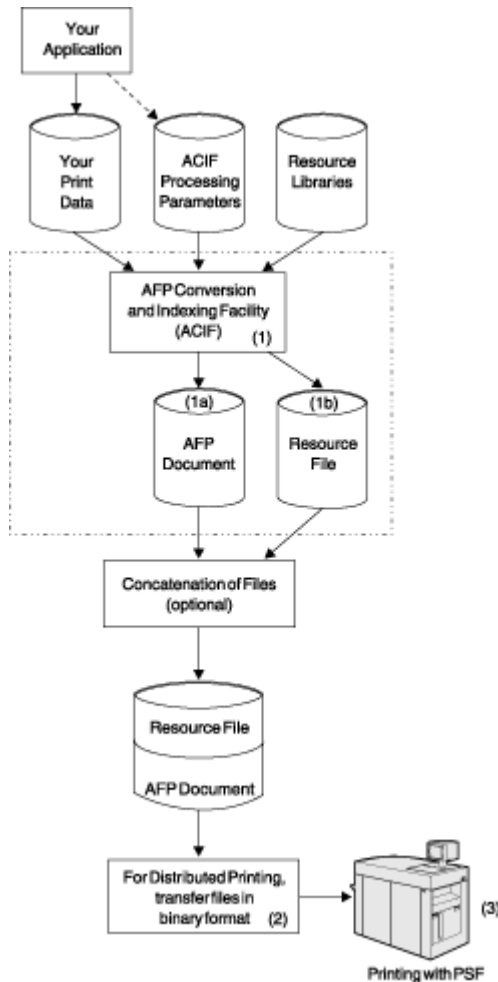 Your
Application
Your
Print
Data
ACIF
Processing
Parameters
Resource
Libraries
AFP Conversion
and Indexing Facility
(ACIF)
(1)
(1a)
AFP
Document
(1b)
Resource
File
Concatenation of Files
(optional)
Resource File
AFP Document
For Distributed Printing,
transfer files in
binary format
(2)
(3)
Printing with PSF